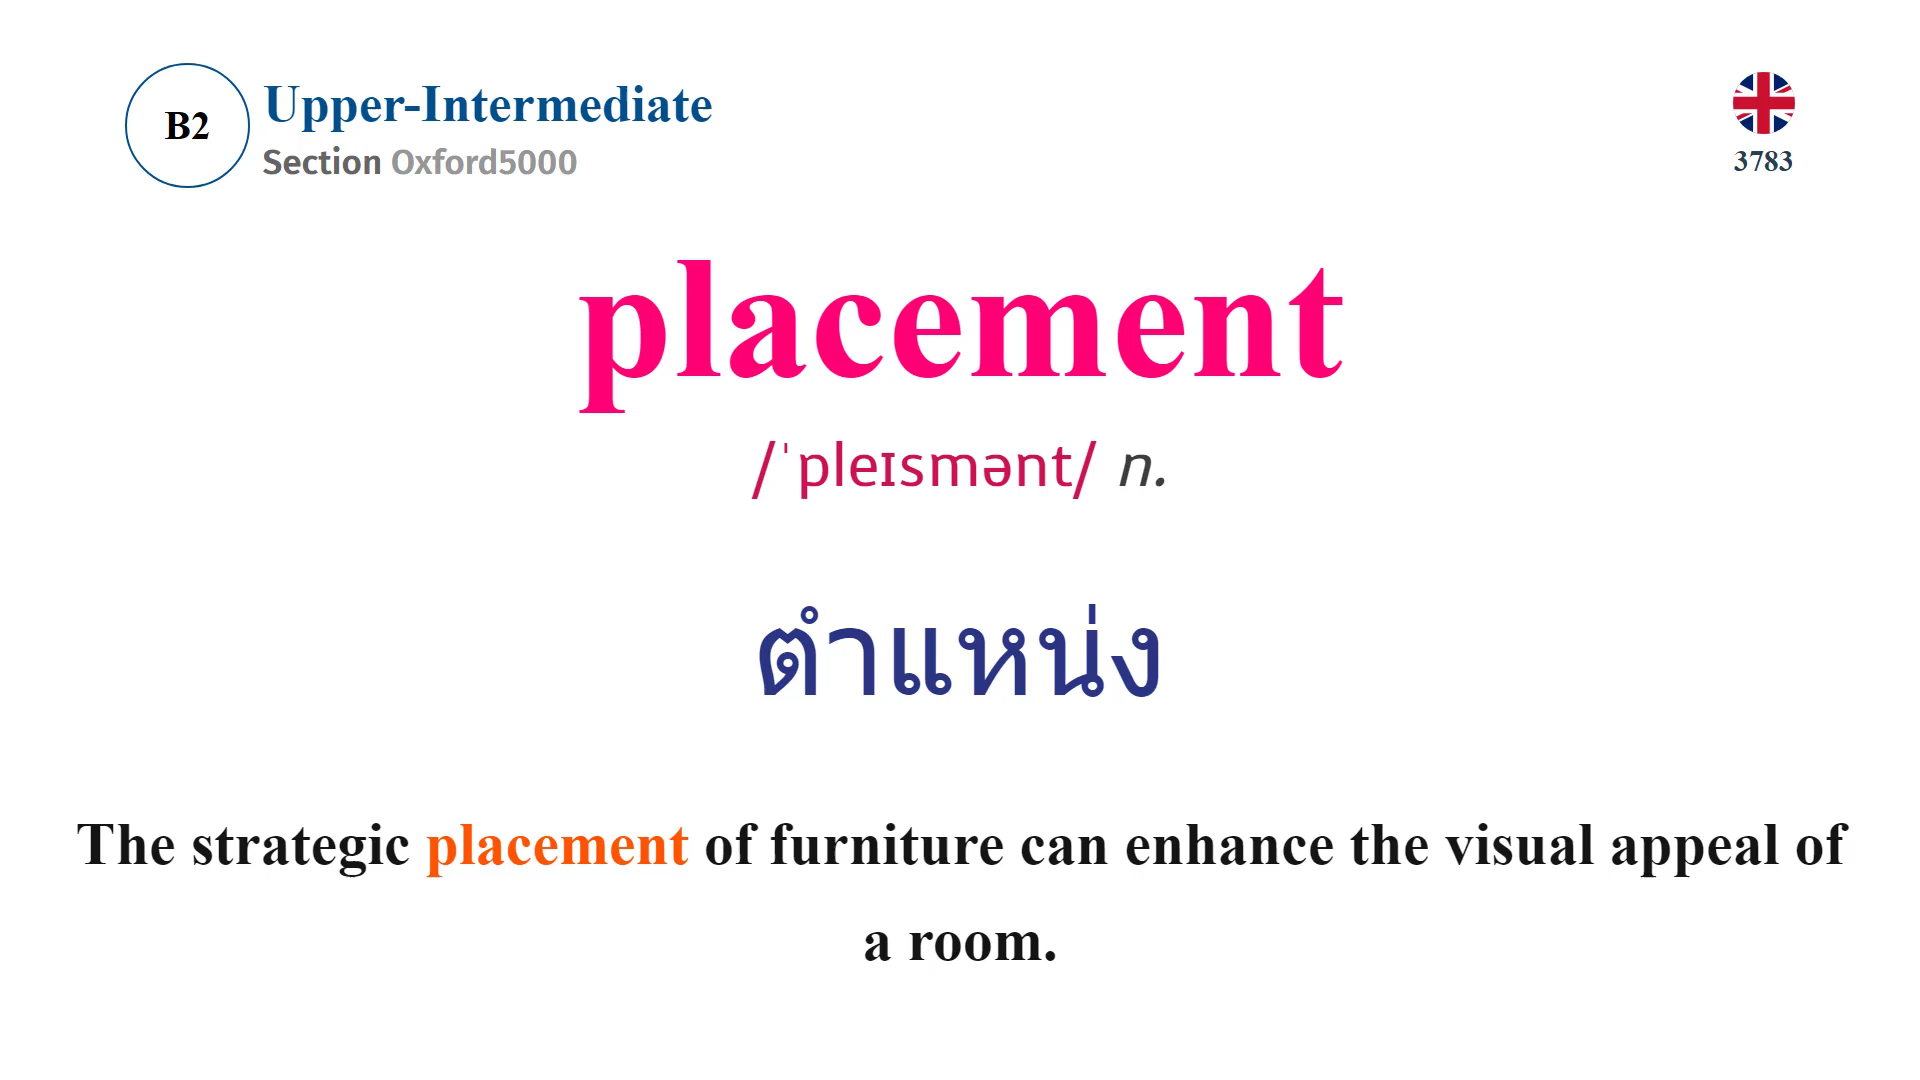 B2
Upper-Intermediate
Section Oxford5000
3783
placement
/ˈpleɪsmənt/ n.
ตำแหน่ง
The strategic placement of furniture can enhance the visual appeal of
a room.